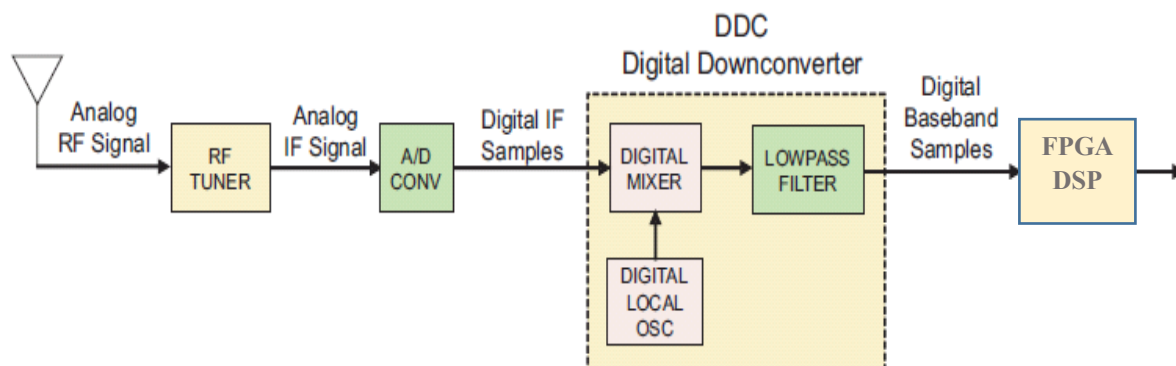 DDC
Digital Downconverter
Analog
RF Signal
RF
TUNER
Analog
IF Signal
A/D
CONV
Digital IF
Samples
DIGITAL
MIXER
DIGITAL
LOCAL
OSC
LOWPASS
FILTER
Digital
Baseband
Samples
FPGA
DSP